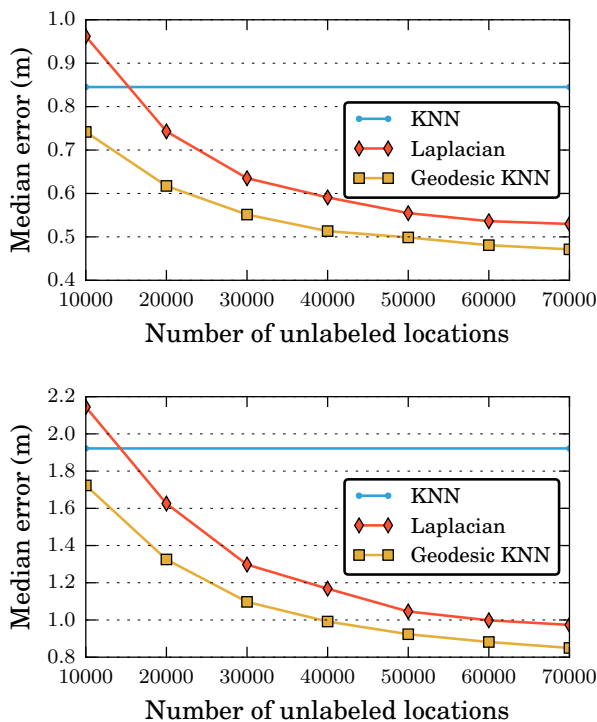 1.0
0.9
0.8
0.7
0.6
0.5
0.4
Median error (m)
KNN
Laplacian
Geodesic KNN
10000 20000 30000 40000 50000 60000 70000
Number of unlabeled locations
2.2
2.0
1.8
1.6
1.4
1.2
1.0
0.8
Median error (m)
KNN
Laplacian
Geodesic KNN
10000 20000 30000 40000 50000 60000 70000
Number of unlabeled locations